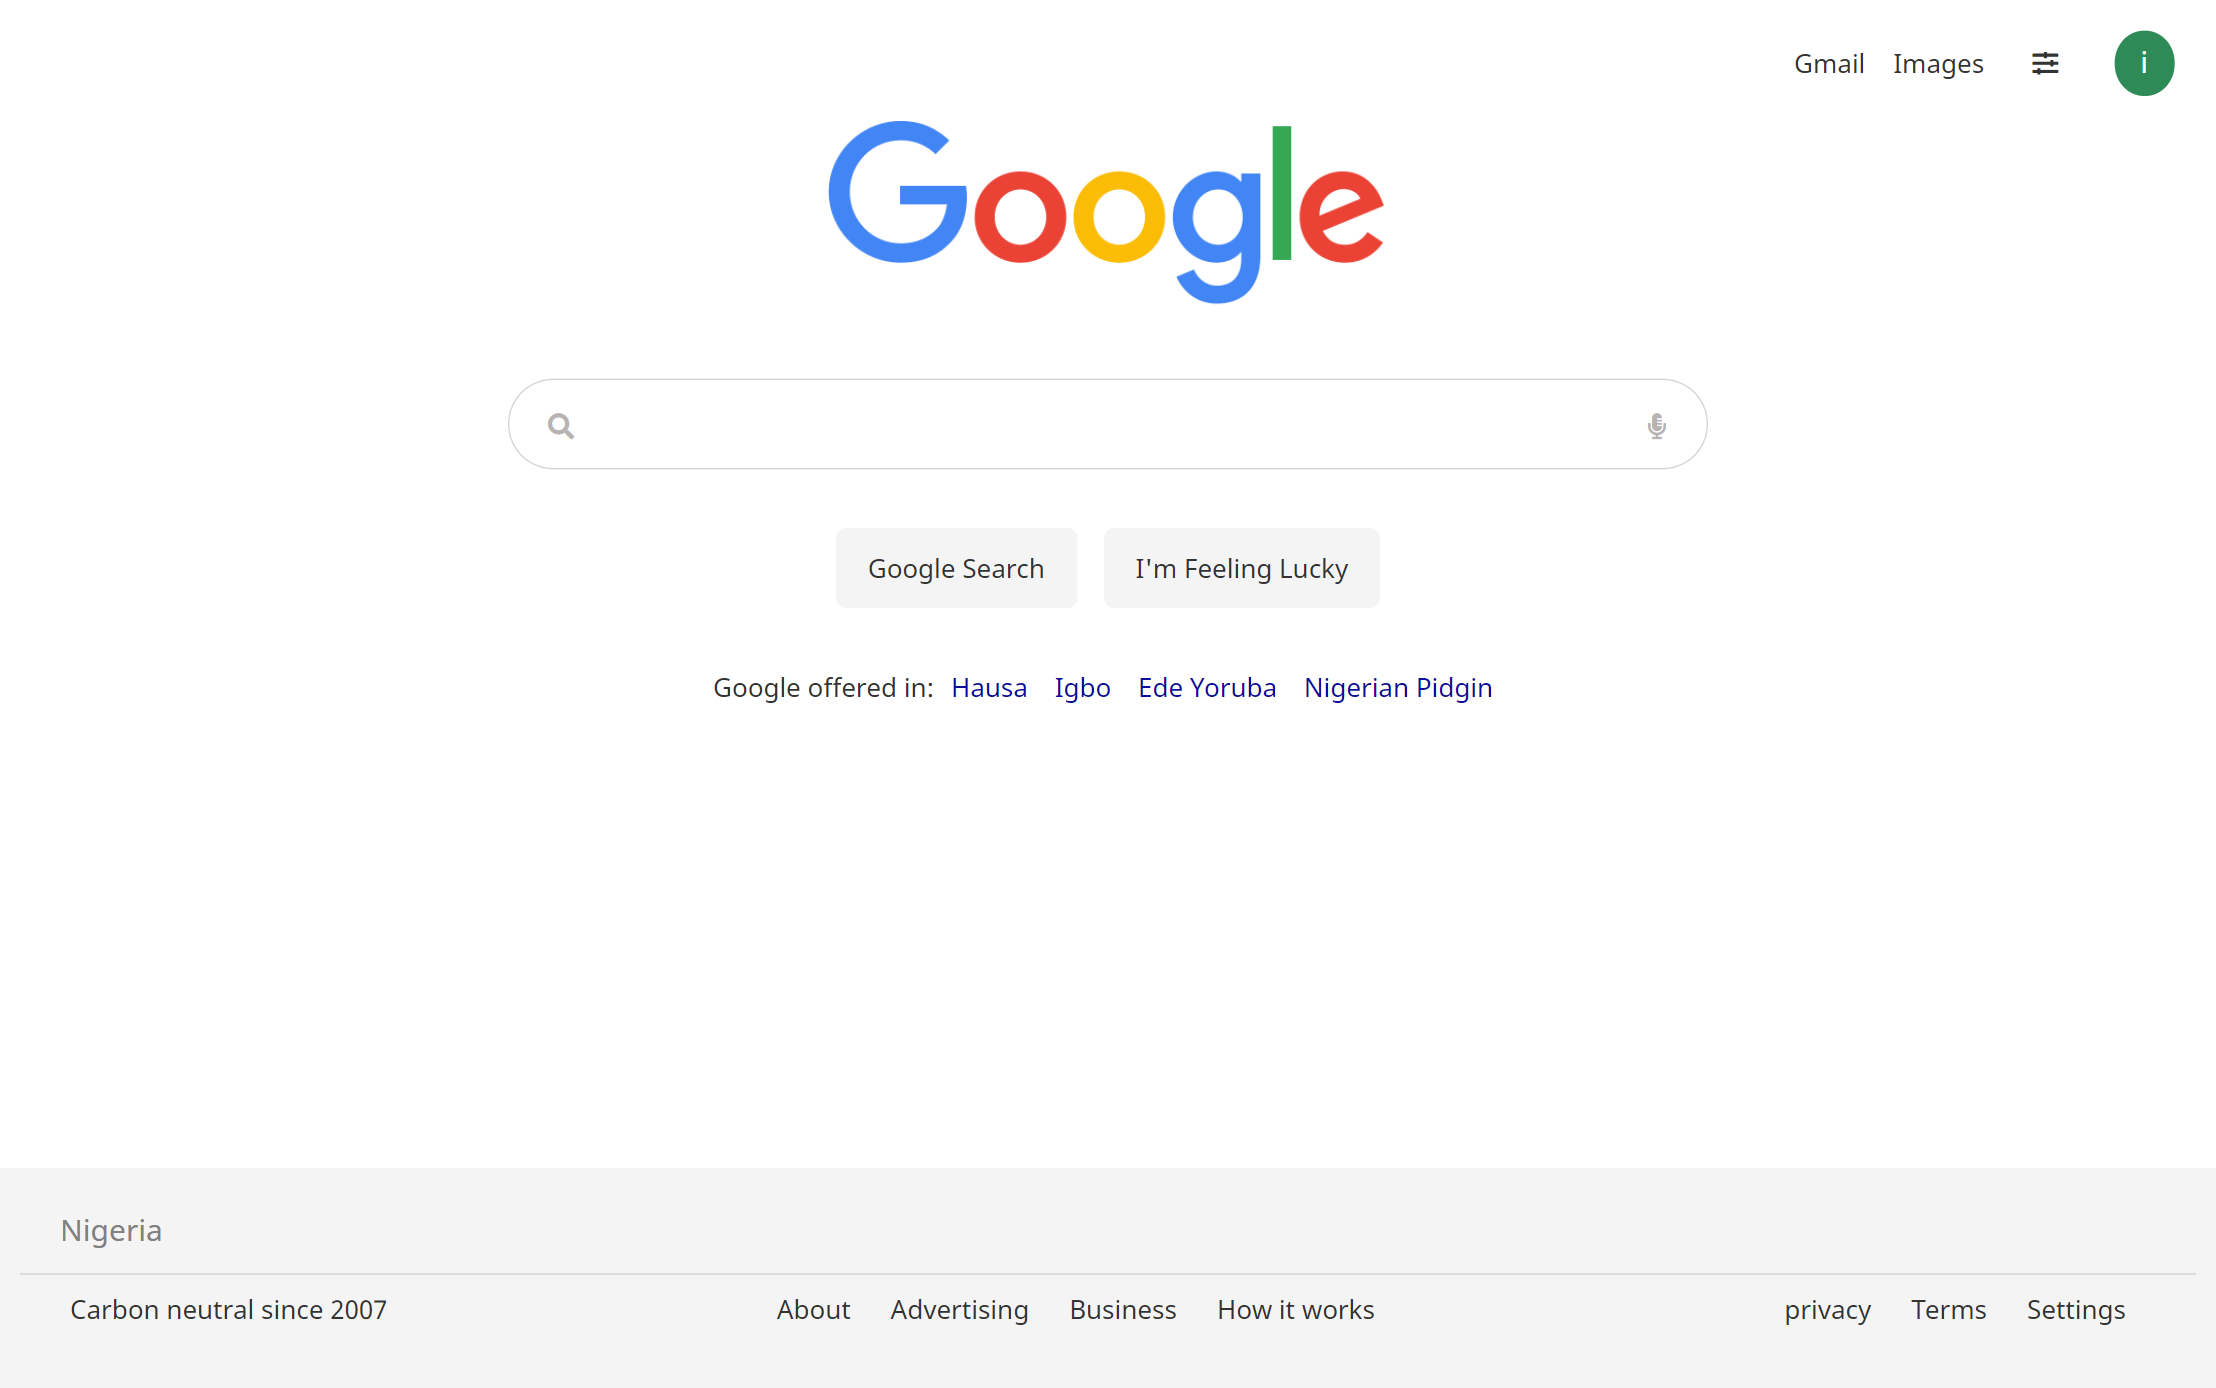 Gmail Images i
Google
Google Search I'm Feeling Lucky
Google offered in: Hausa Igbo Ede Yoruba Nigerian Pidgin
Nigeria
Carbon neutral since 2007 About Advertising Business How it works privacy Terms Settings